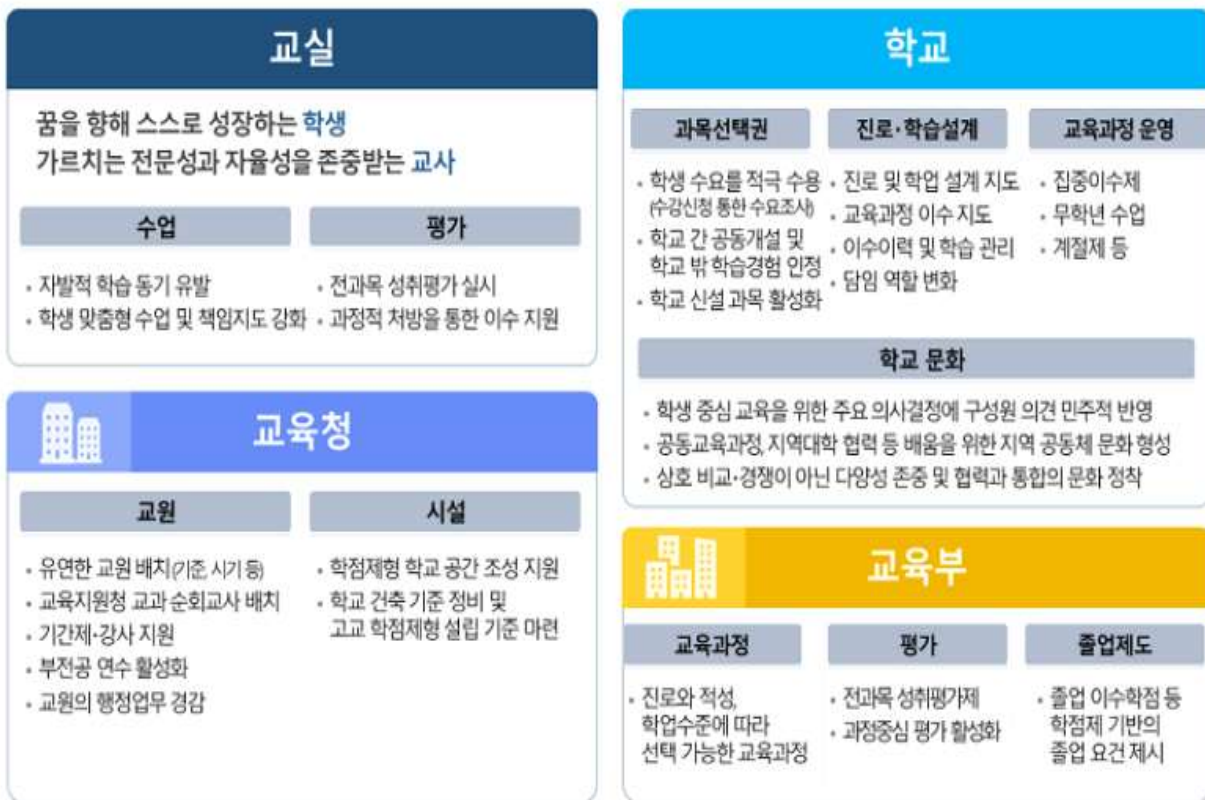 교실
꿈을 향해 스스로 성장하는 학생
가르치는 전문성과 자율성을 존중받는 교사
수업
• 자발적 학습 동기 유발
• 학생 맞춤형 수업 및 책임지도 강화
평가
• 전과목 성취평가 실시
• 과정적 처방을 통한 이수 지원
학교
과목선택권
• 학생 수요를 적극 수용
(수강신청 통한 수요조사)
• 학교 간 공동개설 및
학교 밖 학습경험 인정
• 학교 신설 과목 활성화
진로·학습설계
• 진로 및 학업 설계 지도
• 교육과정 이수 지도
• 이수이력 및 학습 관리
• 담임 역할 변화
교육과정 운영
• 집중이수제
• 무학년 수업
• 계절제 등
학교 문화
• 학생 중심 교육을 위한 주요 의사결정에 구성원 의견 민주적 반영
• 공동교육과정, 지역대학 협력 등 배움을 위한 지역 공동체 문화 형성
• 상호 비교·경쟁이 아닌 다양성 존중 및 협력과 통합의 문화 정착
교육청
교원
• 유연한 교원 배치(기준, 시기 등)
• 교육지원청 교과 순회교사 배치
• 기간제·강사 지원
• 부전공 연수 활성화
• 교원의 행정업무 경감
시설
• 학점제형 학교 공간 조성 지원
• 학교 건축 기준 정비 및
고교 학점제형 설립 기준 마련
교육부
교육과정
• 진로와 적성,
학업수준에 따라
선택 가능한 교육과정
평가
• 전과목 성취평가제
• 과정중심 평가 활성화
졸업제도
• 졸업 이수학점 등
학점제 기반의
졸업 요건 제시